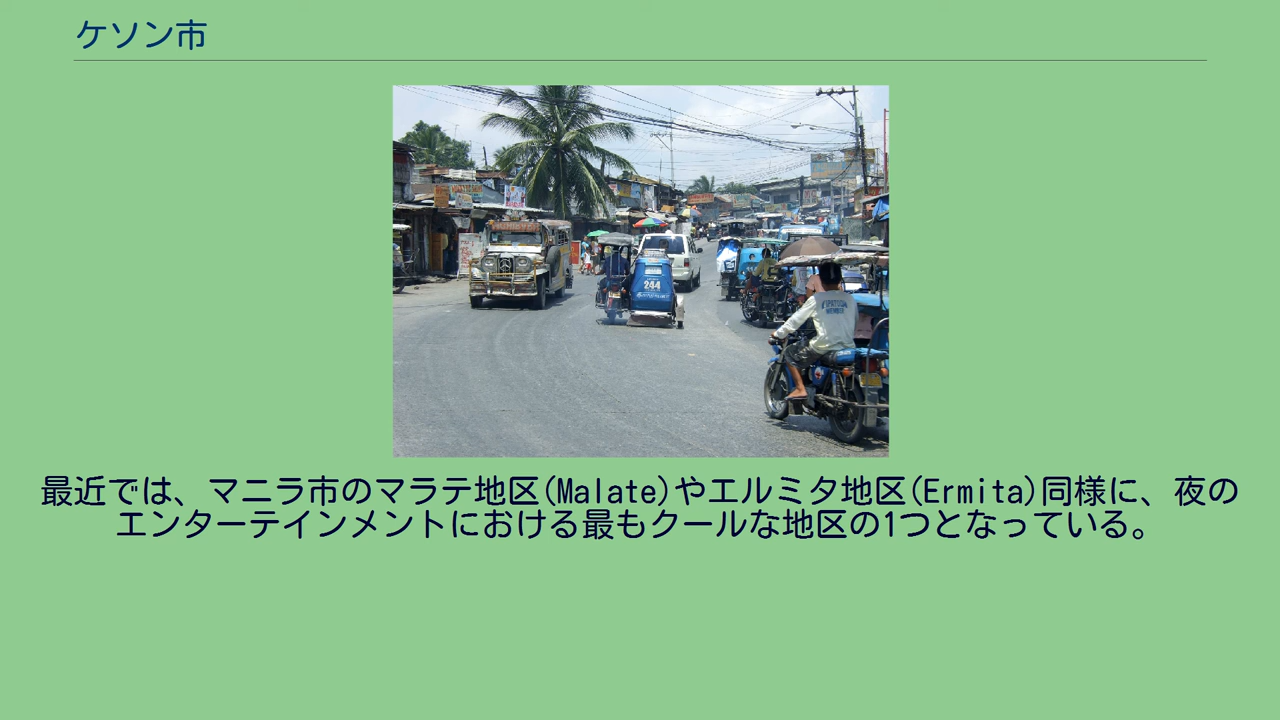 ケソン市
244
最近では、マニラ市のマラテ地区(Malate)やエルミタ地区(Ermita)同様に、夜の
エンターテインメントにおける最もクールな地区の1つとなっている。